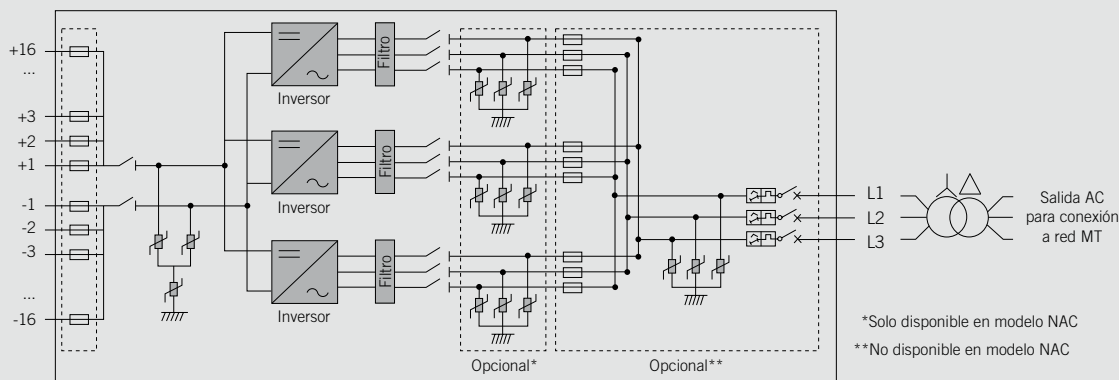 +16
...
+3
+2
+1
-1
-2
-3
...
-16
Inversor
Filtro
Inversor
Filtro
Inversor
Filtro
Opcional*
Opcional**
L1
L2
L3
Salida AC
para conexión
a red MT
*Solo disponible en modelo NAC
**No disponible en modelo NAC